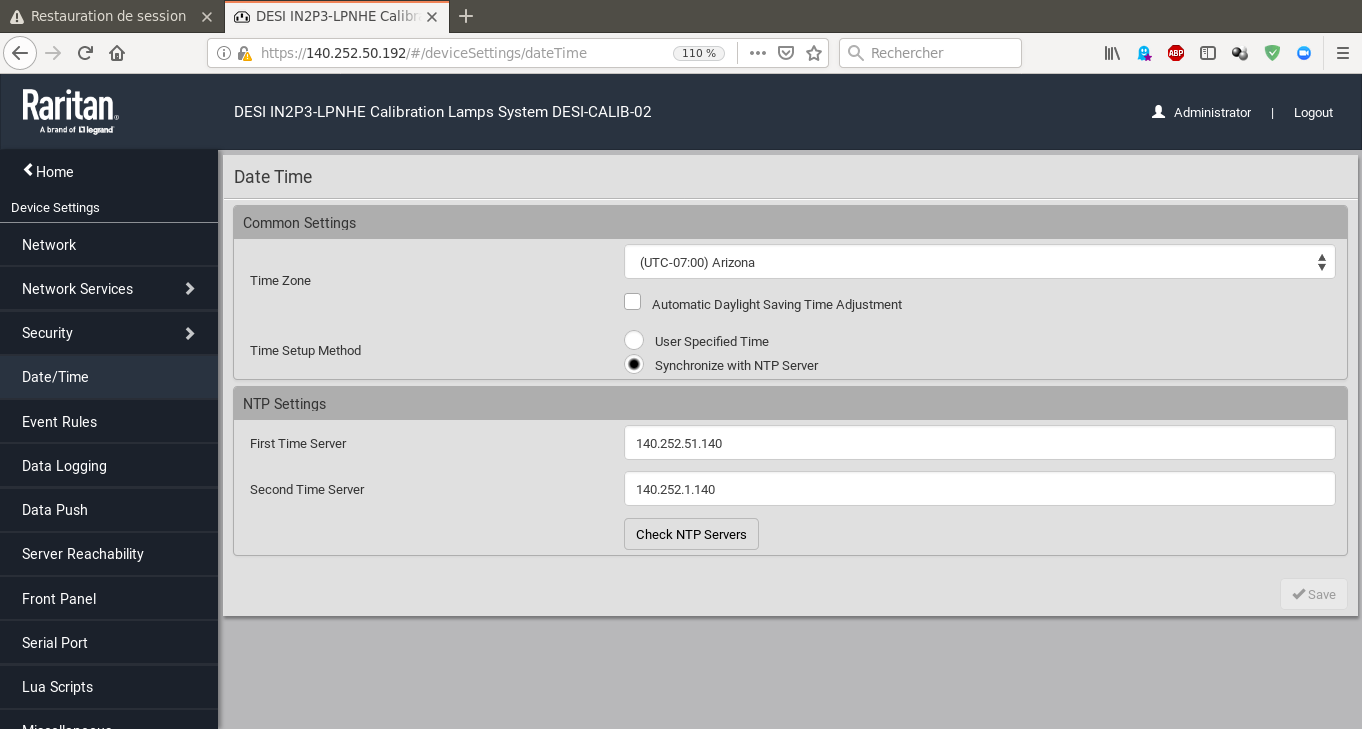 Restauration de session
DESI IN2P3-LPNHE Calibr
https://140.252.50.192/#/deviceSettings/dateTime
110 %
Rechercher
ABP
Raritan
A brand of legrand
DESI IN2P3-LPNHE Calibration Lamps System DESI-CALIB-02
Administrator | Logout
Home
Device Settings
Network
Network Services
Security
Date/Time
Event Rules
Data Logging
Data Push
Server Reachability
Front Panel
Serial Port
Lua Scripts
Miscellaneous
Date Time
Common Settings
Time Zone
(UTC-07:00) Arizona
Automatic Daylight Saving Time Adjustment
Time Setup Method
User Specified Time
Synchronize with NTP Server
NTP Settings
First Time Server
140.252.51.140
Second Time Server
140.252.1.140
Check NTP Servers
Save